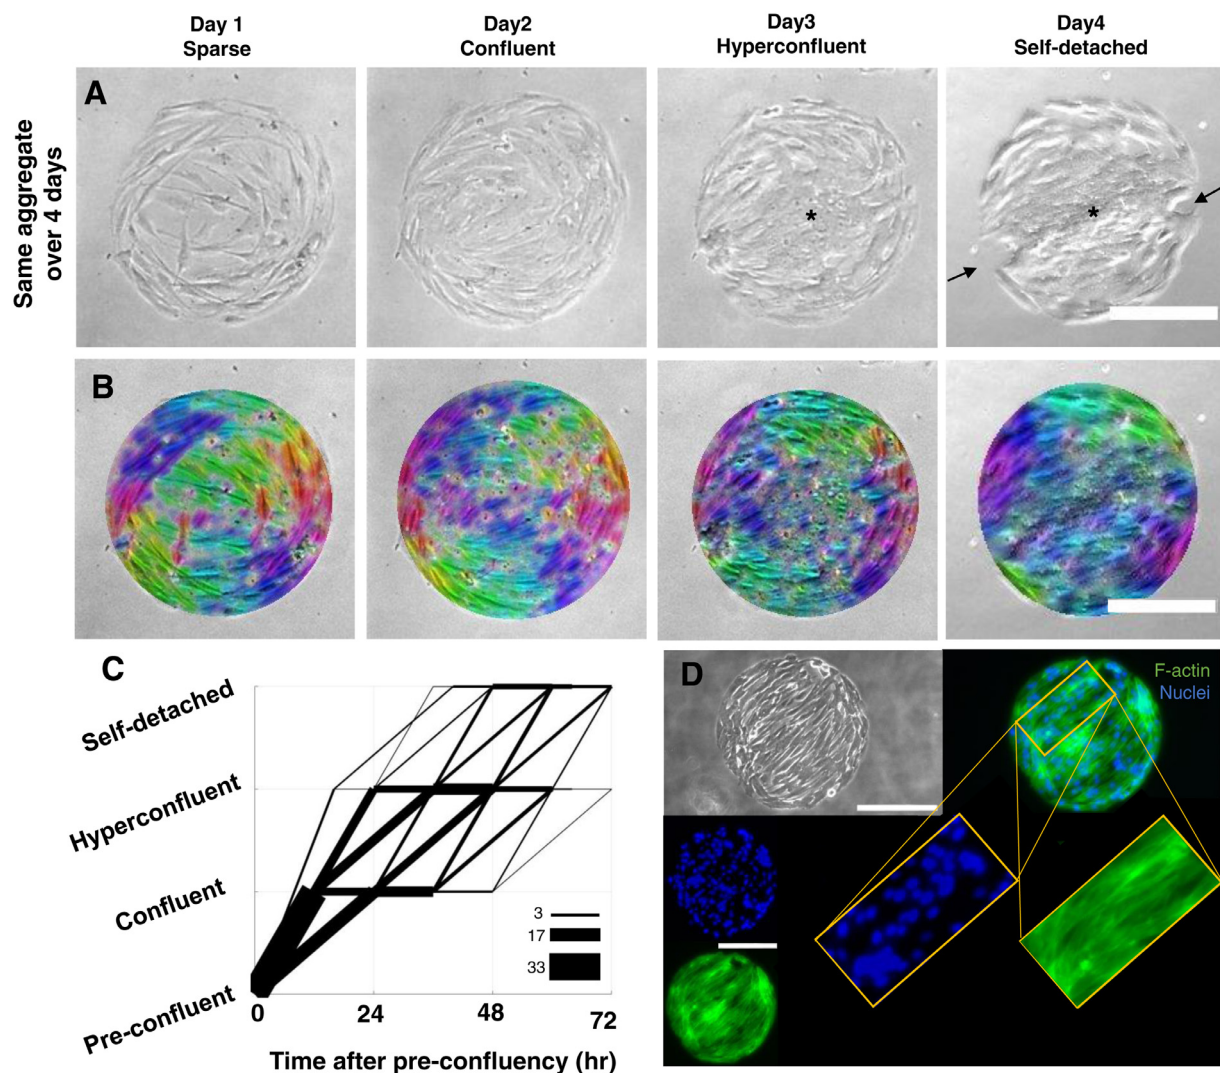 Day 1
Sparse
Day2
Confluent
Day3
Hyperconfluent
Day4
Self-detached
Same aggregate
over 4 days
A
*
*
B
C
Self-detached
Hyperconfluent
Confluent
Pre-confluent
3
17
33
0
24
48
72
Time after pre-confluency (hr)
D
F-actin
Nuclei